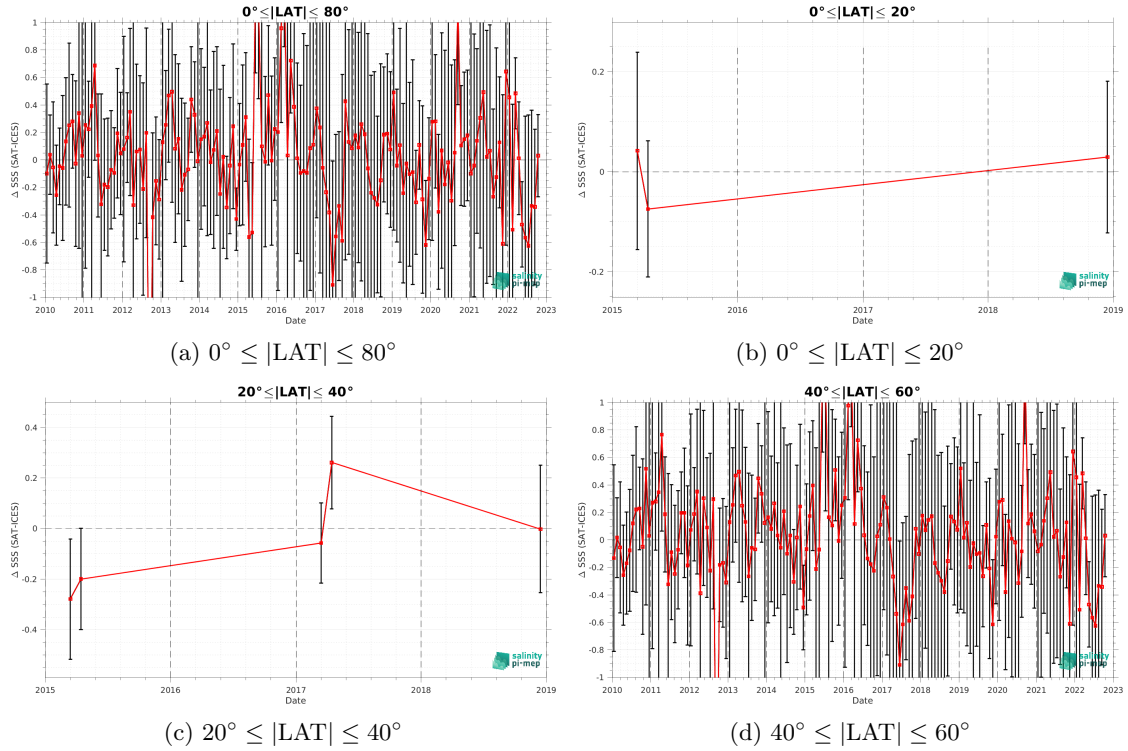 0°≤|LAT|≤ 80°
Δ SSS (SAT-ICES)
1
0.8
0.6
0.4
0.2
0
-0.2
-0.4
-0.6
-0.8
-1
2010 2011 2012 2013 2014 2015 2016 2017 2018 2019 2020 2021 2022 2023
Date
salinity
pi-mep
(a) 0° ≤ |LAT| ≤ 80°
0°≤|LAT|≤ 20°
Δ SSS (SAT-ICES)
0.2
0
-0.2
2015 2016 2017 2018 2019
Date
salinity
pi-mep
(b) 0° ≤ |LAT| ≤ 20°
20°≤|LAT|≤ 40°
Δ SSS (SAT-ICES)
0.4
0.2
0
-0.2
-0.4
2015 2016 2017 2018 2019
Date
salinity
pi-mep
(c) 20° ≤ |LAT| ≤ 40°
40°≤|LAT|≤ 60°
Δ SSS (SAT-ICES)
1
0.8
0.6
0.4
0.2
0
-0.2
-0.4
-0.6
-0.8
-1
2010 2011 2012 2013 2014 2015 2016 2017 2018 2019 2020 2021 2022 2023
Date
salinity
pi-mep
(d) 40° ≤ |LAT| ≤ 60°